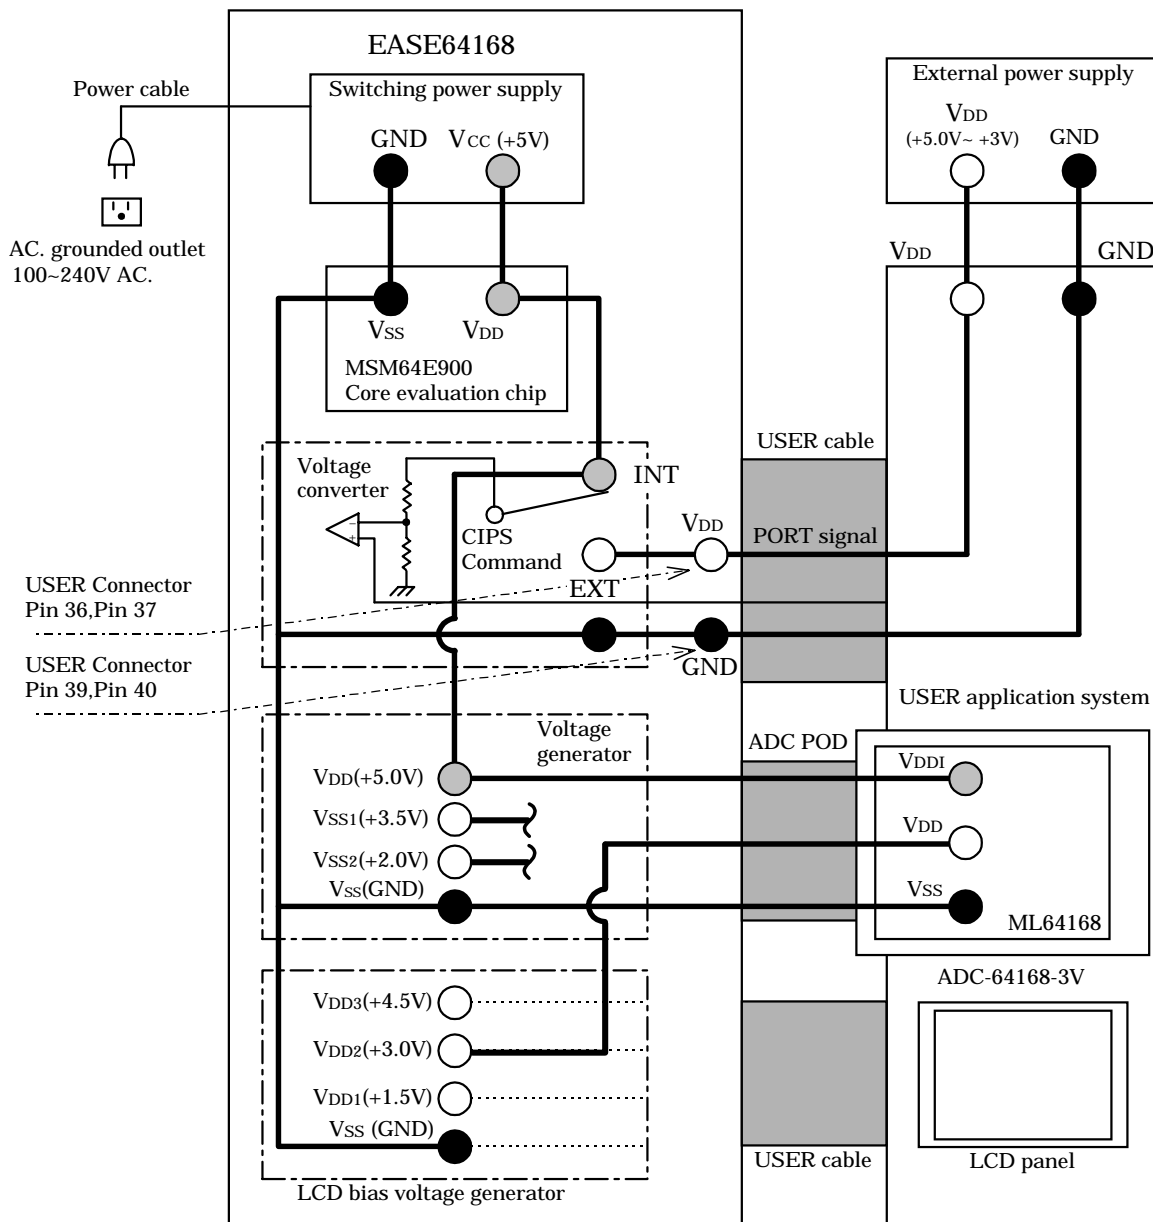 EASE64168
Power cable
Switching power supply
GND
VCC (+5V)
External power supply
VDD
(+5.0V~ +3V)
GND
AC. grounded outlet
100~240V AC.
VDD
GND
VSS
VDD
MSM64E900
Core evaluation chip
USER cable
Voltage
converter
INT
CIPS
Command
VDD
PORT signal
EXT
USER Connector
Pin 36,Pin 37
USER Connector
Pin 39,Pin 40
GND
USER application system
Voltage
generator
ADC POD
VDD(+5.0V)
VDDI
VSS1(+3.5V)
VDD
VSS2(+2.0V)
VSS(GND)
VSS
ML64168
ADC-64168-3V
VDD3(+4.5V)
VDD2(+3.0V)
VDD1(+1.5V)
VSS (GND)
USER cable
LCD panel
LCD bias voltage generator